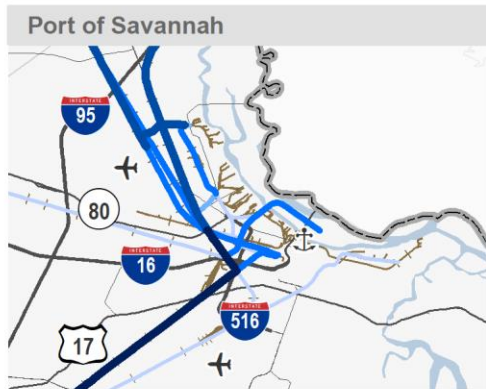 Port of Savannah
INTERSTATE
95
80
INTERSTATE
16
INTERSTATE
516
17